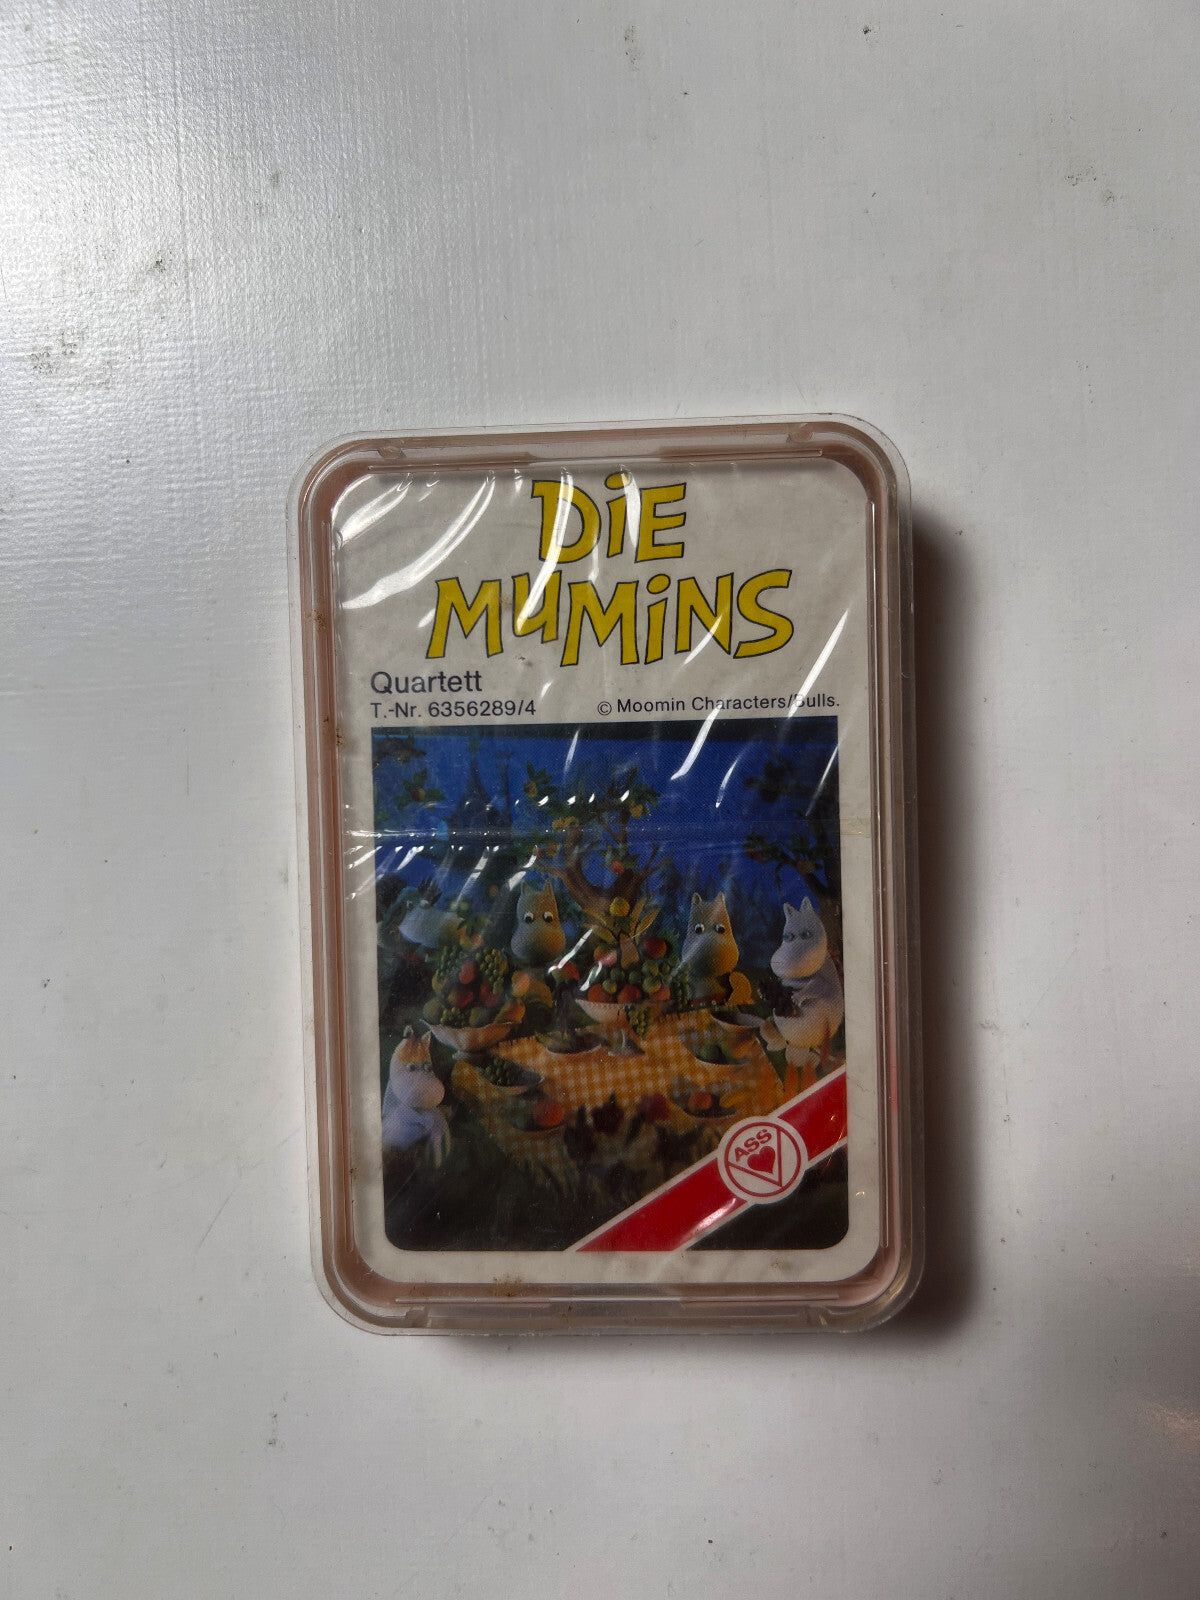 DiE
MuMiNS
Quartett
T.-Nr. 6356289/4
© Moomin Characters/Bulls.
ASS